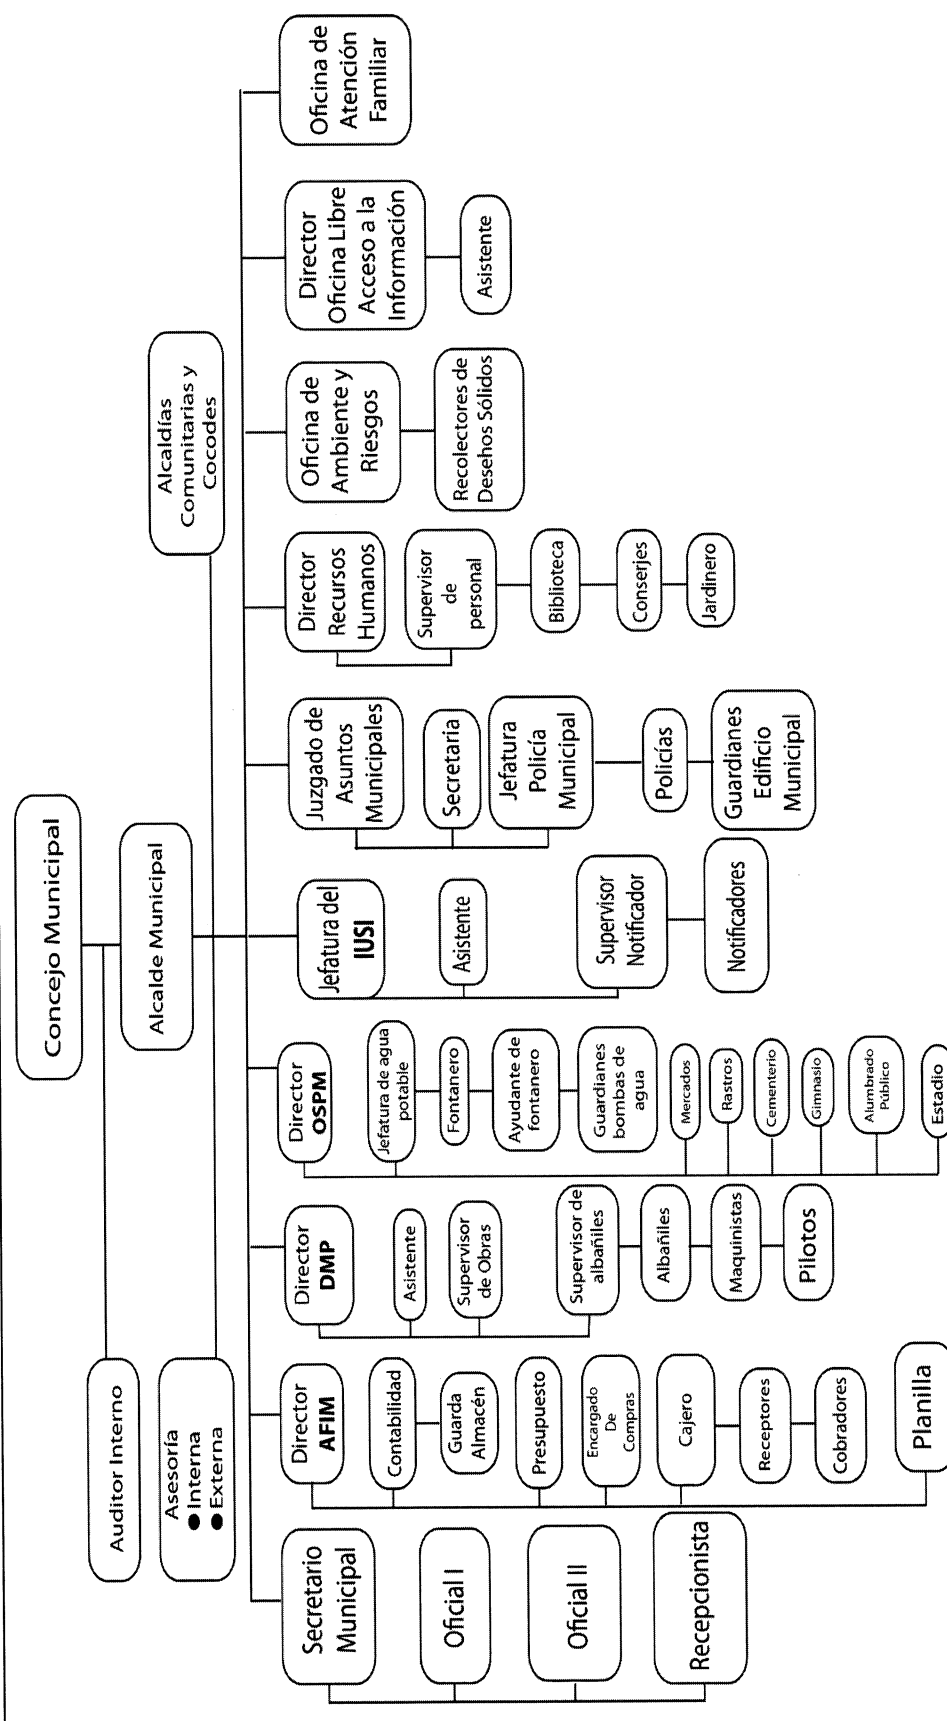 Concejo Municipal
Auditor Interno
Alcalde Municipal
Asesoría
● Interna
● Externa
Alcaldías
Comunitarias y
Cocodes
Secretario
Municipal
Oficial I
Oficial II
Recepcionista
Director
AFIM
Contabilidad
Guarda
Almacén
Presupuesto
Encargado
De
Compras
Cajero
Receptores
Cobradores
Planilla
Director
DMP
Asistente
Supervisor
de Obras
Supervisor de
albañiles
Albañiles
Maquinistas
Pilotos
Director
OSPM
Jefatura de agua
potable
Fontanero
Ayudante de
fontanero
Guardianes
bombas de
agua
Mercados
Rastros
Cementerio
Gimnasio
Alumbrado
Público
Estadio
Jefatura del
IUSI
Asistente
Supervisor
Notificador
Notificadores
Juzgado de
Asuntos
Municipales
Secretaria
Jefatura
Policía
Municipal
Policías
Guardianes
Edificio
Municipal
Director
Recursos
Humanos
Supervisor
de
personal
Biblioteca
Conserjes
Jardinero
Oficina de
Ambiente y
Riesgos
Recolectores de
Desehos Sólidos
Director
Oficina Libre
Acceso a la
Información
Asistente
Oficina de
Atención
Familiar